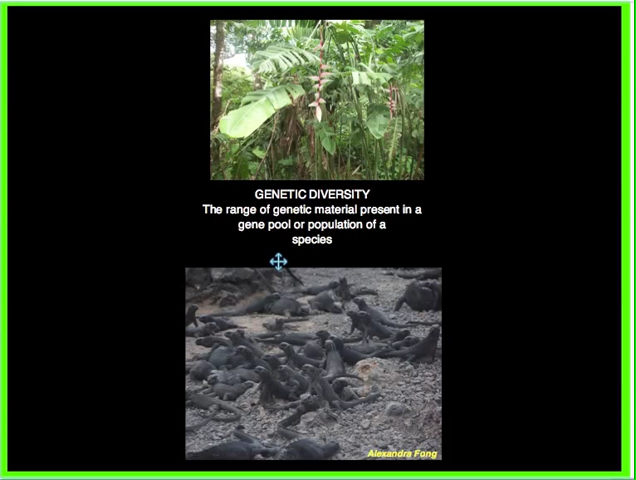 GENETIC DIVERSITY
The range of genetic material present in a
gene pool or population of a
species
Alexandra Fong